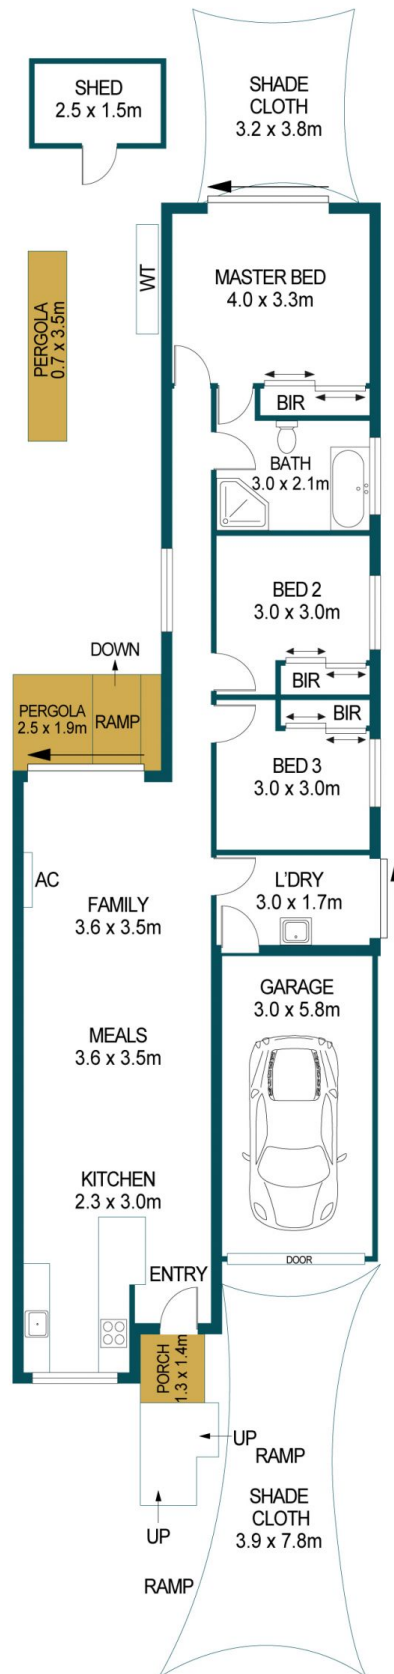 SHED
2.5 x 1.5m
SHADE
CLOTH
3.2 x 3.8m
WT
MASTER BED
4.0 x 3.3m
PERGOLA
0.7 x 3.5m
BIR
BATH
3.0 x 2.1m
BED 2
3.0 x 3.0m
BIR
DOWN
PERGOLA
2.5 x 1.9m
RAMP
BIR
BED 3
3.0 x 3.0m
AC
L'DRY
3.0 x 1.7m
FAMILY
3.6 x 3.5m
GARAGE
3.0 x 5.8m
MEALS
3.6 x 3.5m
KITCHEN
2.3 x 3.0m
DOOR
ENTRY
PORCH
1.3 x 1.4m
UP
RAMP
SHADE
CLOTH
3.9 x 7.8m
UP
RAMP